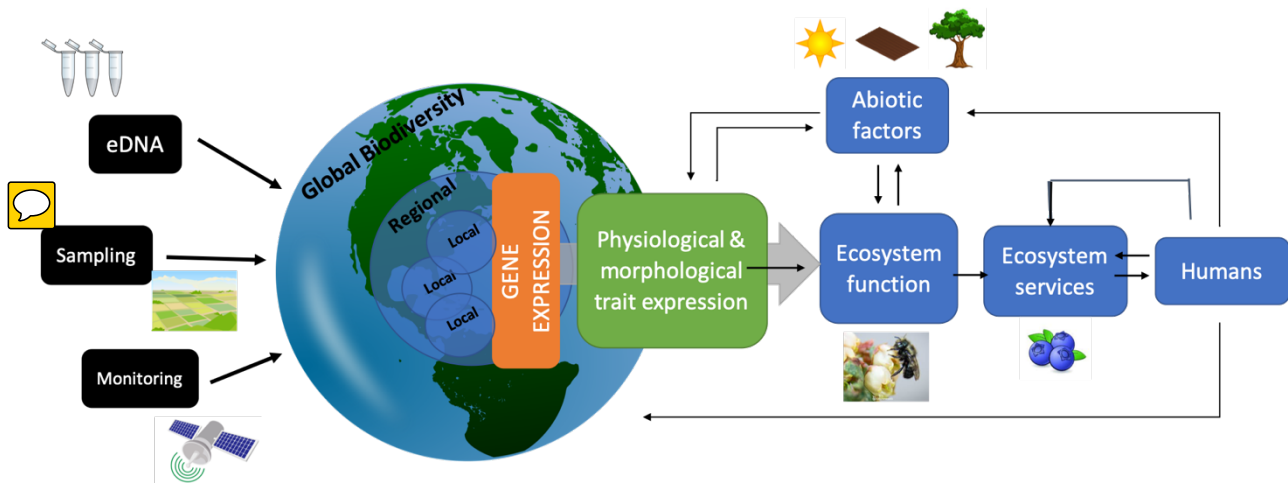 eDNA
Sampling
Monitoring
Global Biodiversity
Regional
Local
Local
Local
GENE
EXPRESSION
Physiological &
morphological
trait expression
Abiotic
factors
Ecosystem
function
Ecosystem
services
Humans